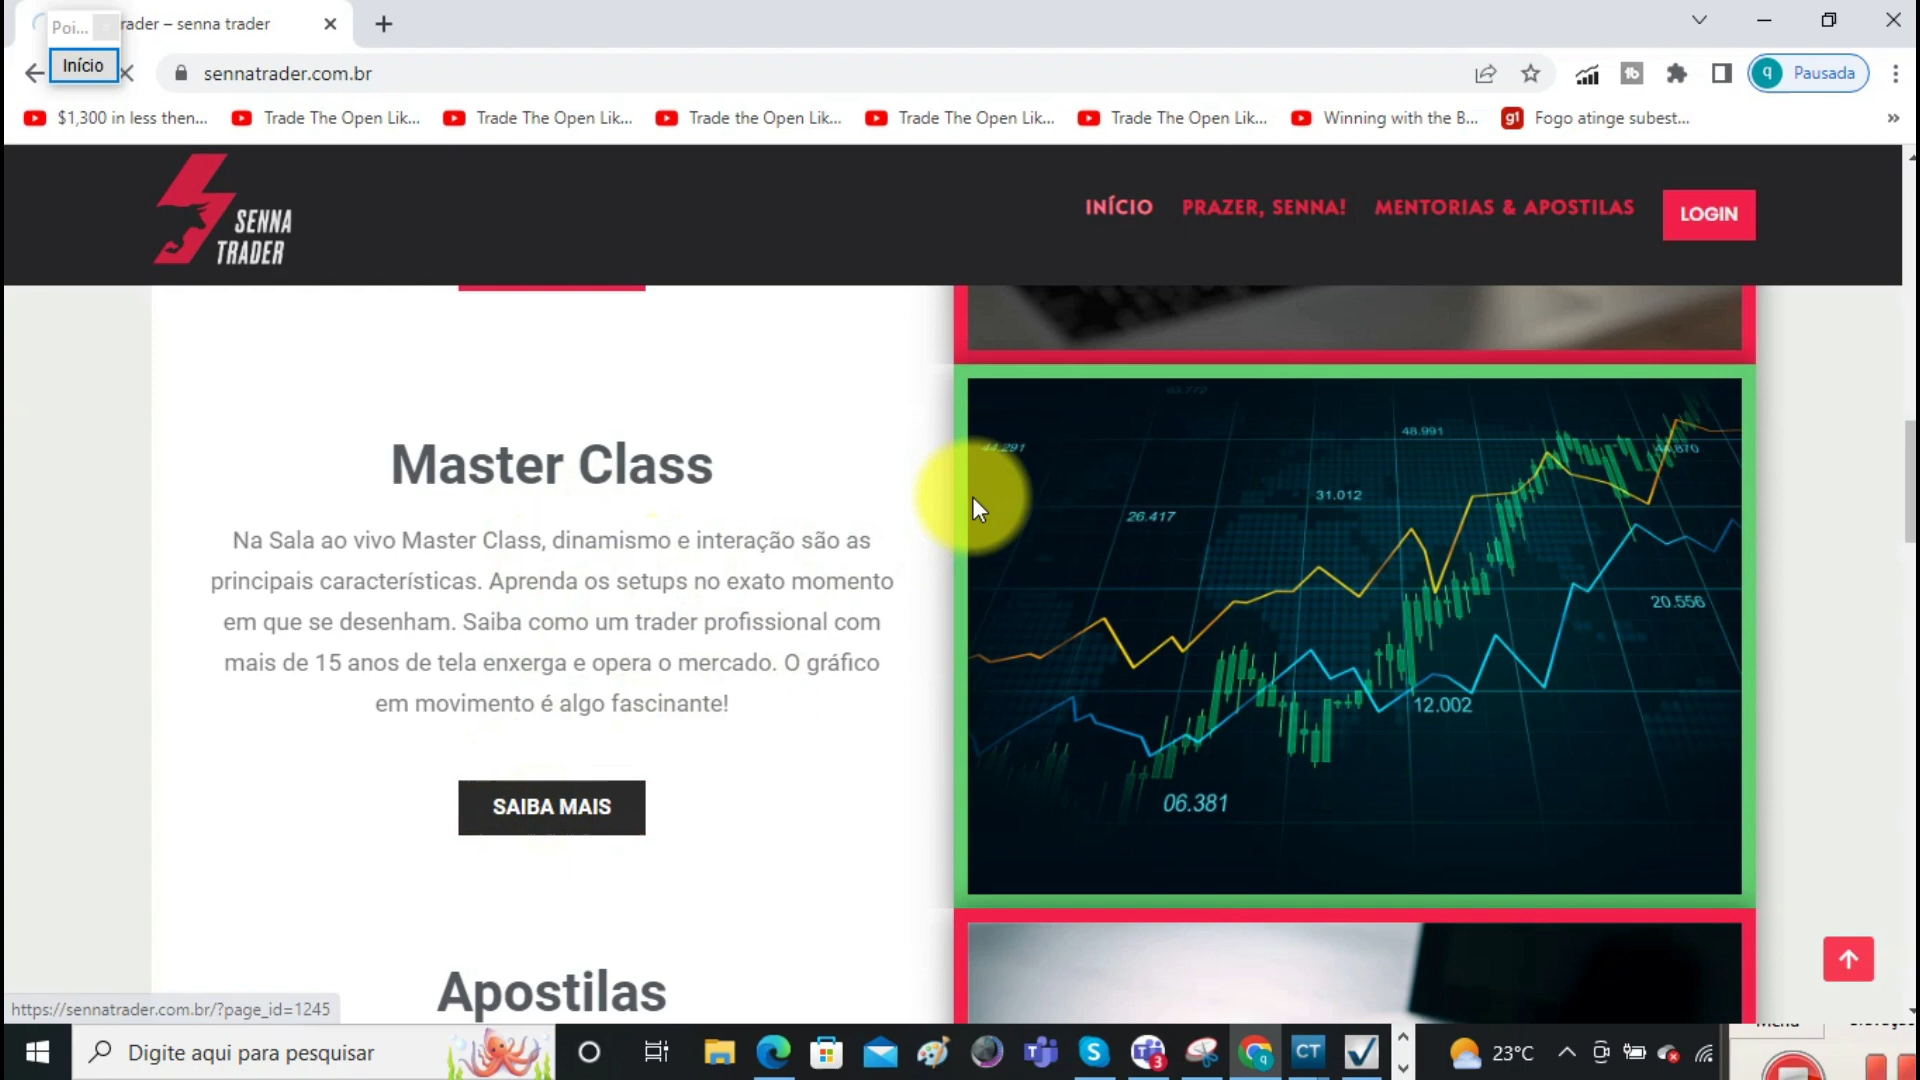 Poi...
rader – senna trader
Início
sennatrader.com.br
Pausada
$1,300 in less then...
Trade The Open Lik...
Trade The Open Lik...
Trade the Open Lik...
Trade The Open Lik...
Trade The Open Lik...
Winning with the B...
g1
Fogo atinge subest...
SENNA
TRADER
INÍCIO
PRAZER, SENNA!
MENTORIAS & APOSTILAS
LOGIN
Master Class
Na Sala ao vivo Master Class, dinamismo e interação são as
principais características. Aprenda os setups no exato momento
em que se desenham. Saiba como um trader profissional com
mais de 15 anos de tela enxerga e opera o mercado. O gráfico
em movimento é algo fascinante!
SAIBA MAIS
63.772
44.291
48.991
31.012
26.417
20.556
12.002
06.381
Apostilas
https://sennatrader.com.br/?page_id=1245
Digite aqui para pesquisar
CT
23°C